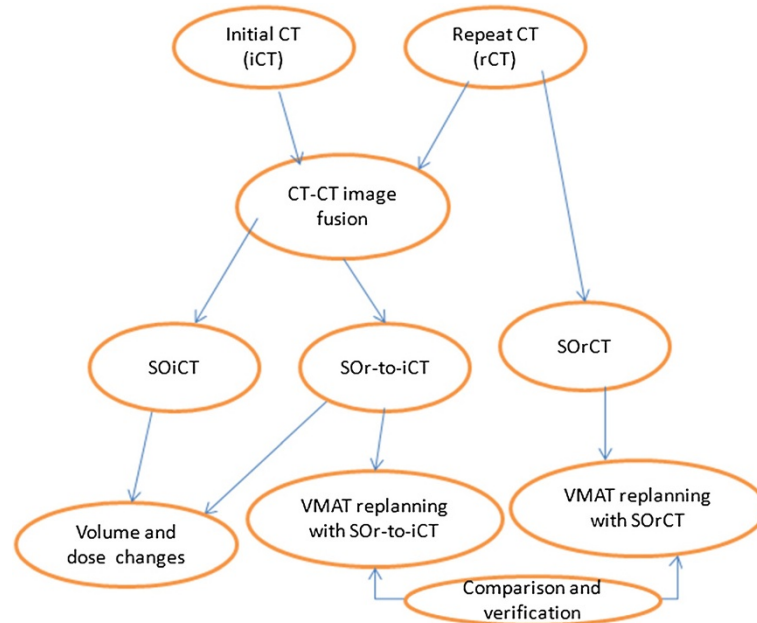 Initial CT
(iCT)
Repeat CT
(rCT)
CT-CT image
fusion
SOiCT
SOr-to-iCT
SOrCT
Volume and
dose changes
VMAT replanning
with SOr-to-iCT
VMAT replanning
with SOrCT
Comparison and
verification